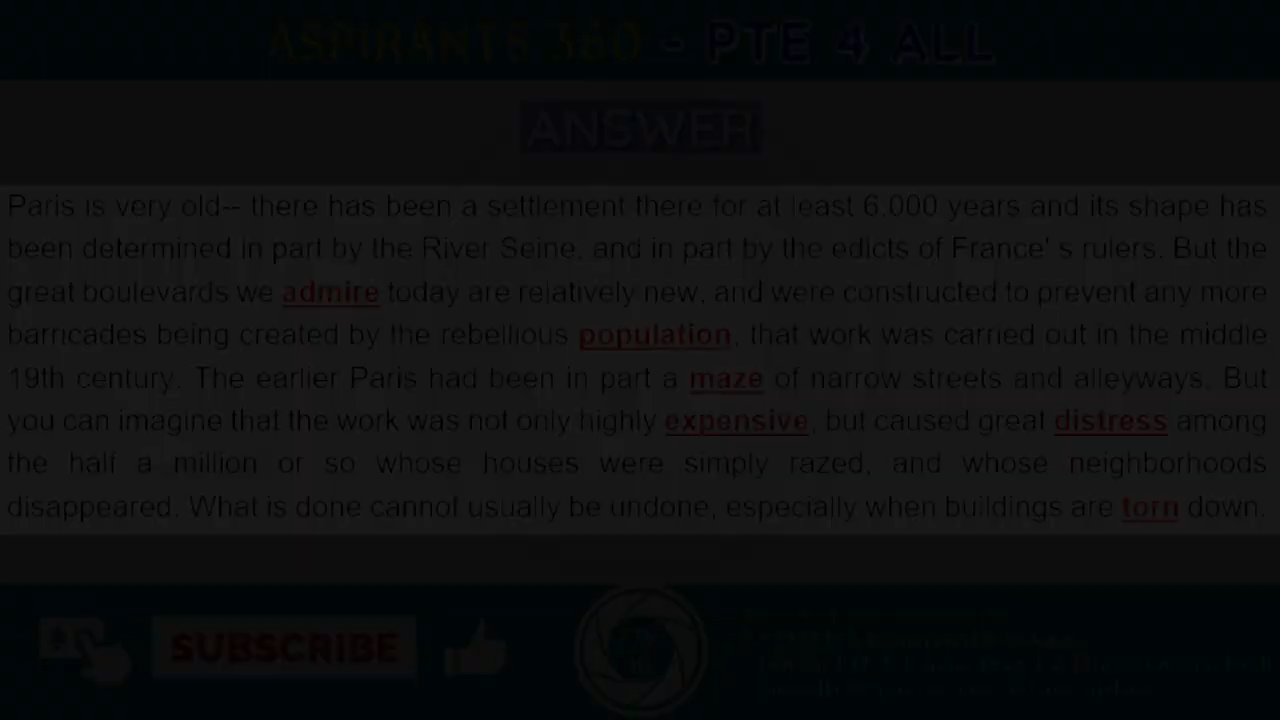 ASPIRANTS 360 - PTE 4 ALL
ANSWER
Paris is very old-- there has been a settlement there for at least 6.000 years and its shape has
been determined in part by the River Seine, and in part by the edicts of France' s rulers. But the
great boulevards we admire today are relatively new, and were constructed to prevent any more
barricades being created by the rebellious population, that work was carried out in the middle
19th century. The earlier Paris had been in part a maze of narrow streets and alleyways. But
you can imagine that the work was not only highly expensive, but caused great distress among
the half a million or so whose houses were simply razed, and whose neighborhoods
disappeared. What is done cannot usually be undone, especially when buildings are torn down.
SUBSCRIBE